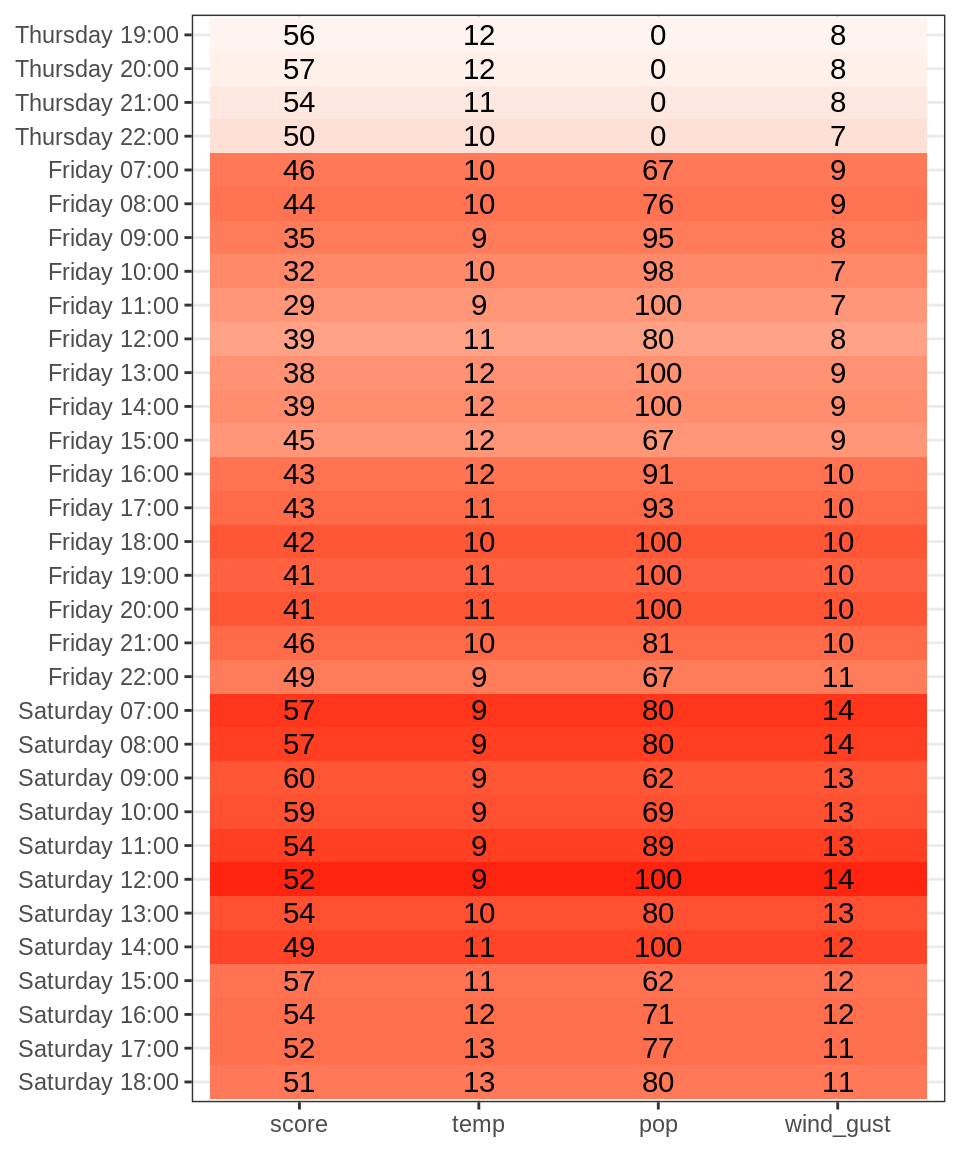 Thursday 19:00 56 12 0 8
Thursday 20:00 57 12 0 8
Thursday 21:00 54 11 0 8
Thursday 22:00 50 10 0 7
Friday 07:00 46 10 67 9
Friday 08:00 44 10 76 9
Friday 09:00 35 9 95 8
Friday 10:00 32 10 98 7
Friday 11:00 29 9 100 7
Friday 12:00 39 11 80 8
Friday 13:00 38 12 100 9
Friday 14:00 39 12 100 9
Friday 15:00 45 12 67 9
Friday 16:00 43 12 91 10
Friday 17:00 43 11 93 10
Friday 18:00 42 10 100 10
Friday 19:00 41 11 100 10
Friday 20:00 41 11 100 10
Friday 21:00 46 10 81 10
Friday 22:00 49 9 67 11
Saturday 07:00 57 9 80 14
Saturday 08:00 57 9 80 14
Saturday 09:00 60 9 62 13
Saturday 10:00 59 9 69 13
Saturday 11:00 54 9 89 13
Saturday 12:00 52 9 100 14
Saturday 13:00 54 10 80 13
Saturday 14:00 49 11 100 12
Saturday 15:00 57 11 62 12
Saturday 16:00 54 12 71 12
Saturday 17:00 52 13 77 11
Saturday 18:00 51 13 80 11
score temp pop wind_gust